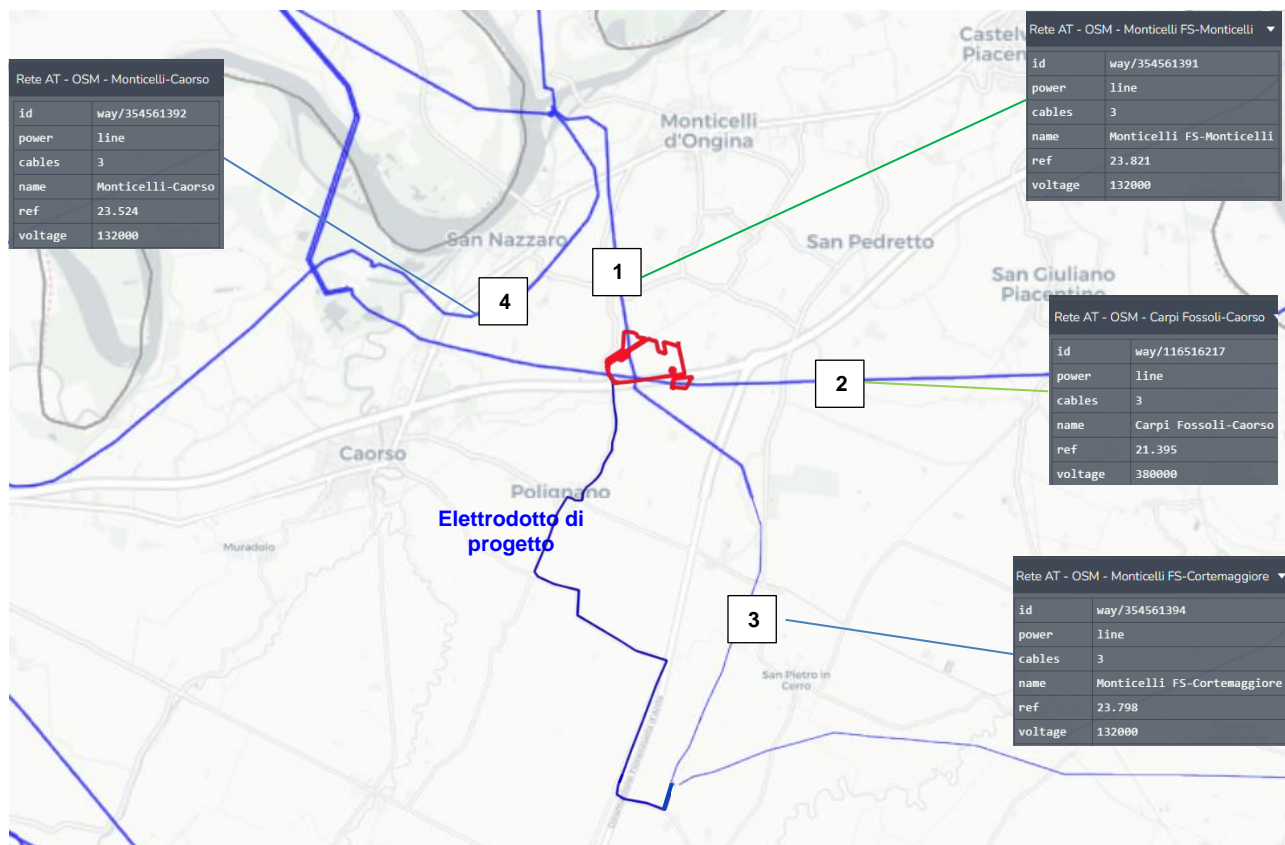 Rete AT - OSM - Monticelli-Caorso
id way/354561392
power line
cables 3
name Monticelli-Caorso
ref 23.524
voltage 132000
Rete AT - OSM - Monticelli FS-Monticelli
id way/354561391
power line
cables 3
name Monticelli FS-Monticelli
ref 23.821
voltage 132000
Monticelli
d'Ongina
San Nazzaro
San Pedretto
San Giuliano
Piacentino
1
4
2
Rete AT - OSM - Carpi Fossoli-Caorso
id way/116516217
power line
cables 3
name Carpi Fossoli-Caorso
ref 21.395
voltage 380000
Caorso
Polignano
Elettrodotto di
progetto
Muradolo
3
San Pietro in
Cerro
Rete AT - OSM - Monticelli FS-Cortemaggiore
id way/354561394
power line
cables 3
name Monticelli FS-Cortemaggiore
ref 23.798
voltage 132000